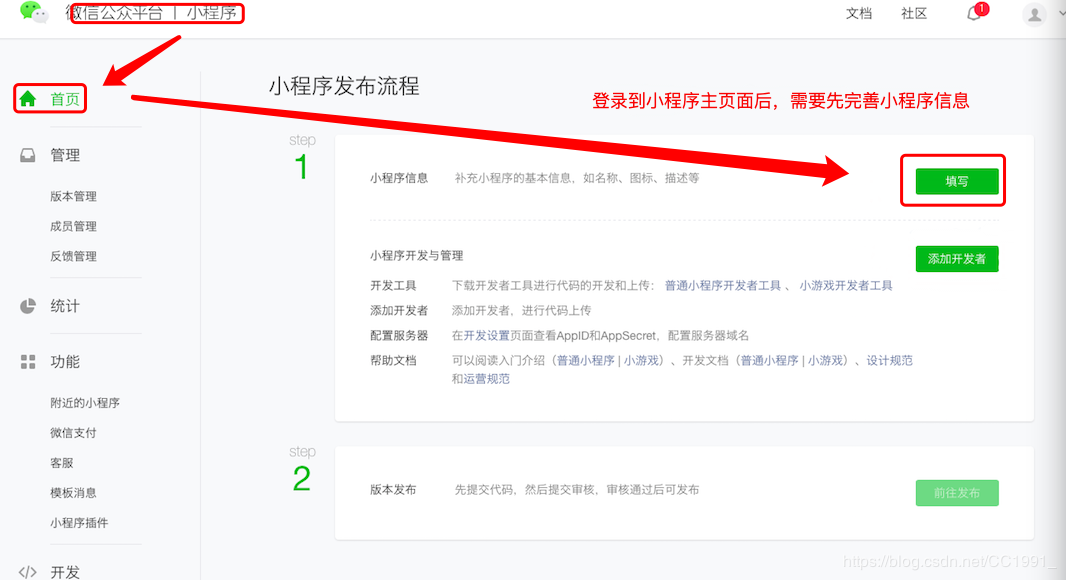 微信公众平台 | 小程序
文档
社区
1
首页
管理
版本管理
成员管理
反馈管理
统计
功能
附近的小程序
微信支付
客服
模板消息
小程序插件
</> 开发
小程序发布流程
登录到小程序主页面后，需要先完善小程序信息
step
1
小程序信息 补充小程序的基本信息，如名称、图标、描述等 填写
小程序开发与管理 添加开发者
开发工具 下载开发者工具进行代码的开发和上传： 普通小程序开发者工具 、 小游戏开发者工具
添加开发者 添加开发者，进行代码上传
配置服务器 在开发设置页面查看AppID和AppSecret，配置服务器域名
帮助文档 可以阅读入门介绍（普通小程序 | 小游戏）、开发文档（普通小程序 | 小游戏）、设计规范
和运营规范
step
2
版本发布 先提交代码，然后提交审核，审核通过后可发布 前往发布
https://blog.csdn.net/CC1991_